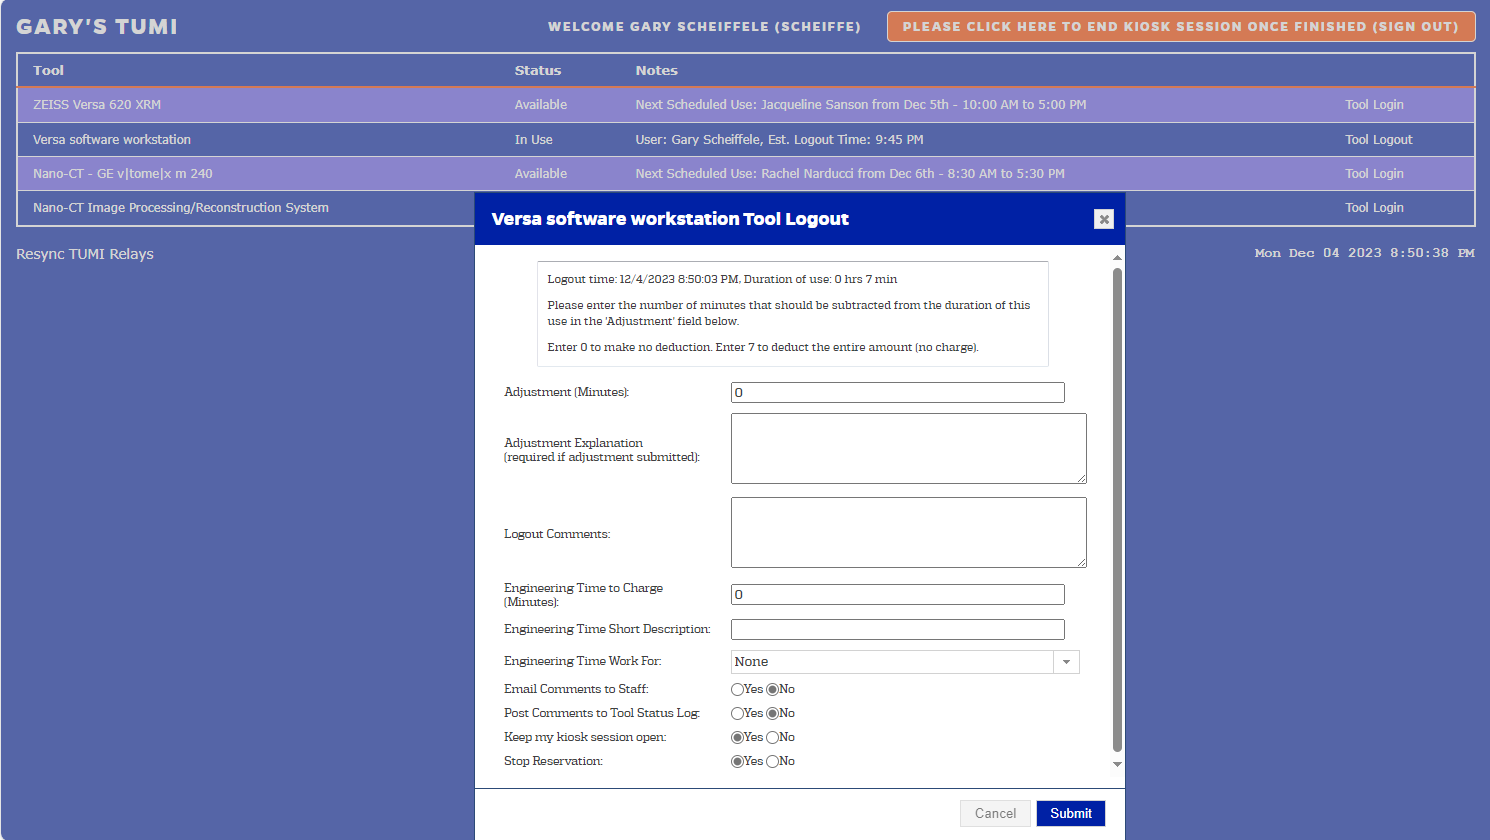 GARY'S TUMI
WELCOME GARY SCHEIFFELE (SCHEIFFE)
PLEASE CLICK HERE TO END KIOSK SESSION ONCE FINISHED (SIGN OUT)
Tool Status Notes
ZEISS Versa 620 XRM Available Next Scheduled Use: Jacqueline Sanson from Dec 5th - 10:00 AM to 5:00 PM Tool Login
Versa software workstation In Use User: Gary Scheiffele, Est. Logout Time: 9:45 PM Tool Logout
Nano-CT - GE v|tome|x m 240 Available Next Scheduled Use: Rachel Narducci from Dec 6th - 8:30 AM to 5:30 PM Tool Login
Nano-CT Image Processing/Reconstruction System Tool Login
Resync TUMI Relays
Mon Dec 04 2023 8:50:38 PM
Versa software workstation Tool Logout
Logout time: 12/4/2023 8:50:03 PM, Duration of use: 0 hrs 7 min
Please enter the number of minutes that should be subtracted from the duration of this
use in the 'Adjustment' field below.
Enter 0 to make no deduction. Enter 7 to deduct the entire amount (no charge).
Adjustment (Minutes): 0
Adjustment Explanation
(required if adjustment submitted):
Logout Comments:
Engineering Time to Charge
(Minutes): 0
Engineering Time Short Description:
Engineering Time Work For: None
Email Comments to Staff: Yes No
Post Comments to Tool Status Log: Yes No
Keep my kiosk session open: Yes No
Stop Reservation: Yes No
Cancel Submit